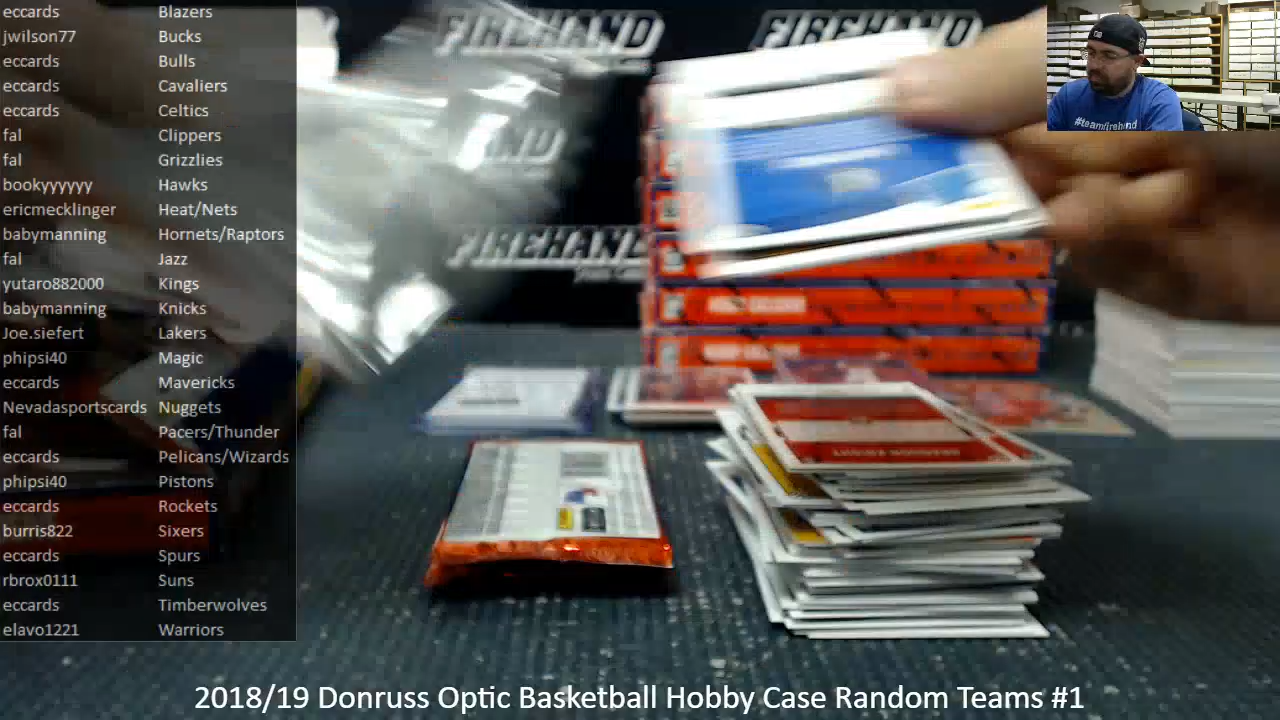 eccards Blazers
jwilson77 Bucks
eccards Bulls
eccards Cavaliers
eccards Celtics
fal Clippers
fal Grizzlies
bookyyyyyy Hawks
ericmecklinger Heat/Nets
babymanning Hornets/Raptors
fal Jazz
yutaro882000 Kings
babymanning Knicks
Joe.siefert Lakers
phipsi40 Magic
eccards Mavericks
Nevadasportscards Nuggets
fal Pacers/Thunder
eccards Pelicans/Wizards
phipsi40 Pistons
eccards Rockets
burris822 Sixers
eccards Spurs
rbrox0111 Suns
eccards Timberwolves
elavo1221 Warriors
FIREHAND FIREHAND
FIREHAND
#teamfirehand
2018/19 Donruss Optic Basketball Hobby Case Random Teams #1